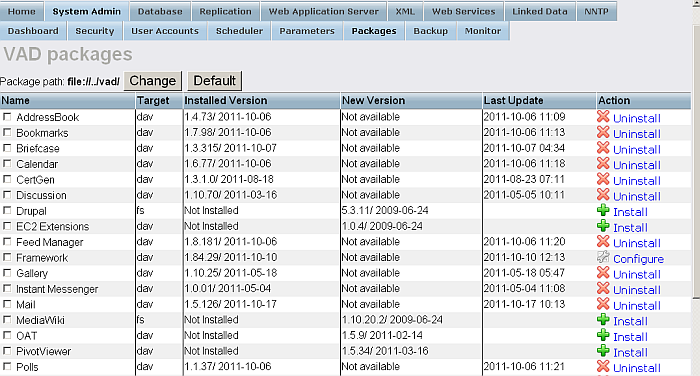 Home System Admin Database Replication Web Application Server XML Web Services Linked Data NNTP
Dashboard Security User Accounts Scheduler Parameters Packages Backup Monitor
VAD packages
Package path: file://../vad/ Change Default
Name Target Installed Version New Version Last Update Action
AddressBook dav 1.4.73/ 2011-10-06 Not available 2011-10-06 11:09 Uninstall
Bookmarks dav 1.7.98/ 2011-10-06 Not available 2011-10-06 11:13 Uninstall
Briefcase dav 1.3.315/ 2011-10-07 Not available 2011-10-07 04:34 Uninstall
Calendar dav 1.6.77/ 2011-10-06 Not available 2011-10-06 11:18 Uninstall
CertGen dav 1.3.1.0/ 2011-08-18 Not available 2011-08-23 07:11 Uninstall
Discussion dav 1.10.70/ 2011-03-16 Not available 2011-05-05 10:11 Uninstall
Drupal fs Not Installed 5.3.11/ 2009-06-24 Install
EC2 Extensions dav Not Installed 1.0.4/ 2009-06-24 Install
Feed Manager dav 1.8.181/ 2011-10-06 Not available 2011-10-06 11:20 Uninstall
Framework dav 1.84.29/ 2011-10-10 Not available 2011-10-10 12:13 Configure
Gallery dav 1.10.25/ 2011-05-18 Not available 2011-05-18 05:47 Uninstall
Instant Messenger dav 1.0.01/ 2011-05-04 Not available 2011-05-04 11:08 Uninstall
Mail dav 1.5.126/ 2011-10-17 Not available 2011-10-17 10:13 Uninstall
MediaWiki fs Not Installed 1.10.20.2/ 2009-06-24 Install
OAT dav Not Installed 1.5.9/ 2011-02-14 Install
PivotViewer dav Not Installed 1.5.34/ 2011-03-16 Install
Polls dav 1.1.37/ 2011-10-06 Not available 2011-10-06 11:21 Uninstall